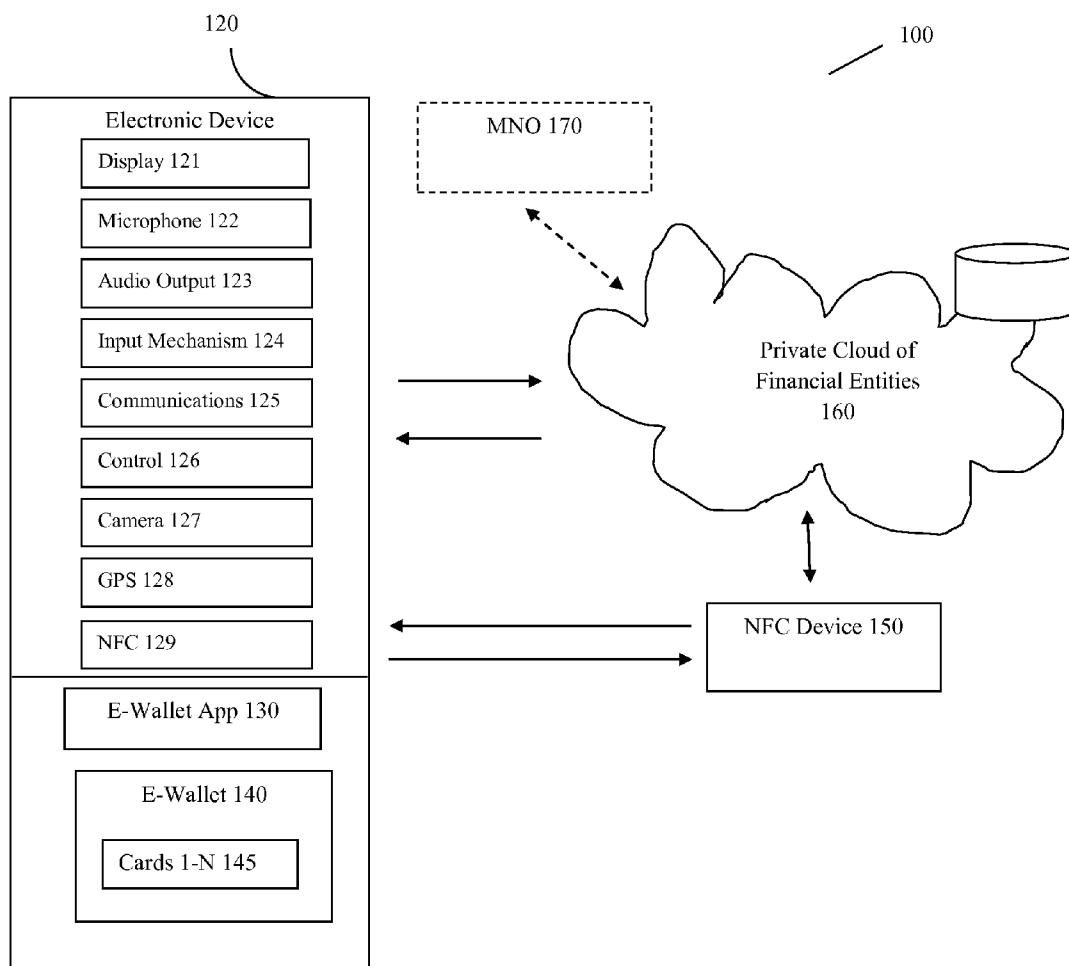 120
100
Electronic Device
Display 121
Microphone 122
Audio Output 123
Input Mechanism 124
Communications 125
Control 126
Camera 127
GPS 128
NFC 129
E-Wallet App 130
E-Wallet 140
Cards 1-N 145
MNO 170
Private Cloud of
Financial Entities
160
NFC Device 150